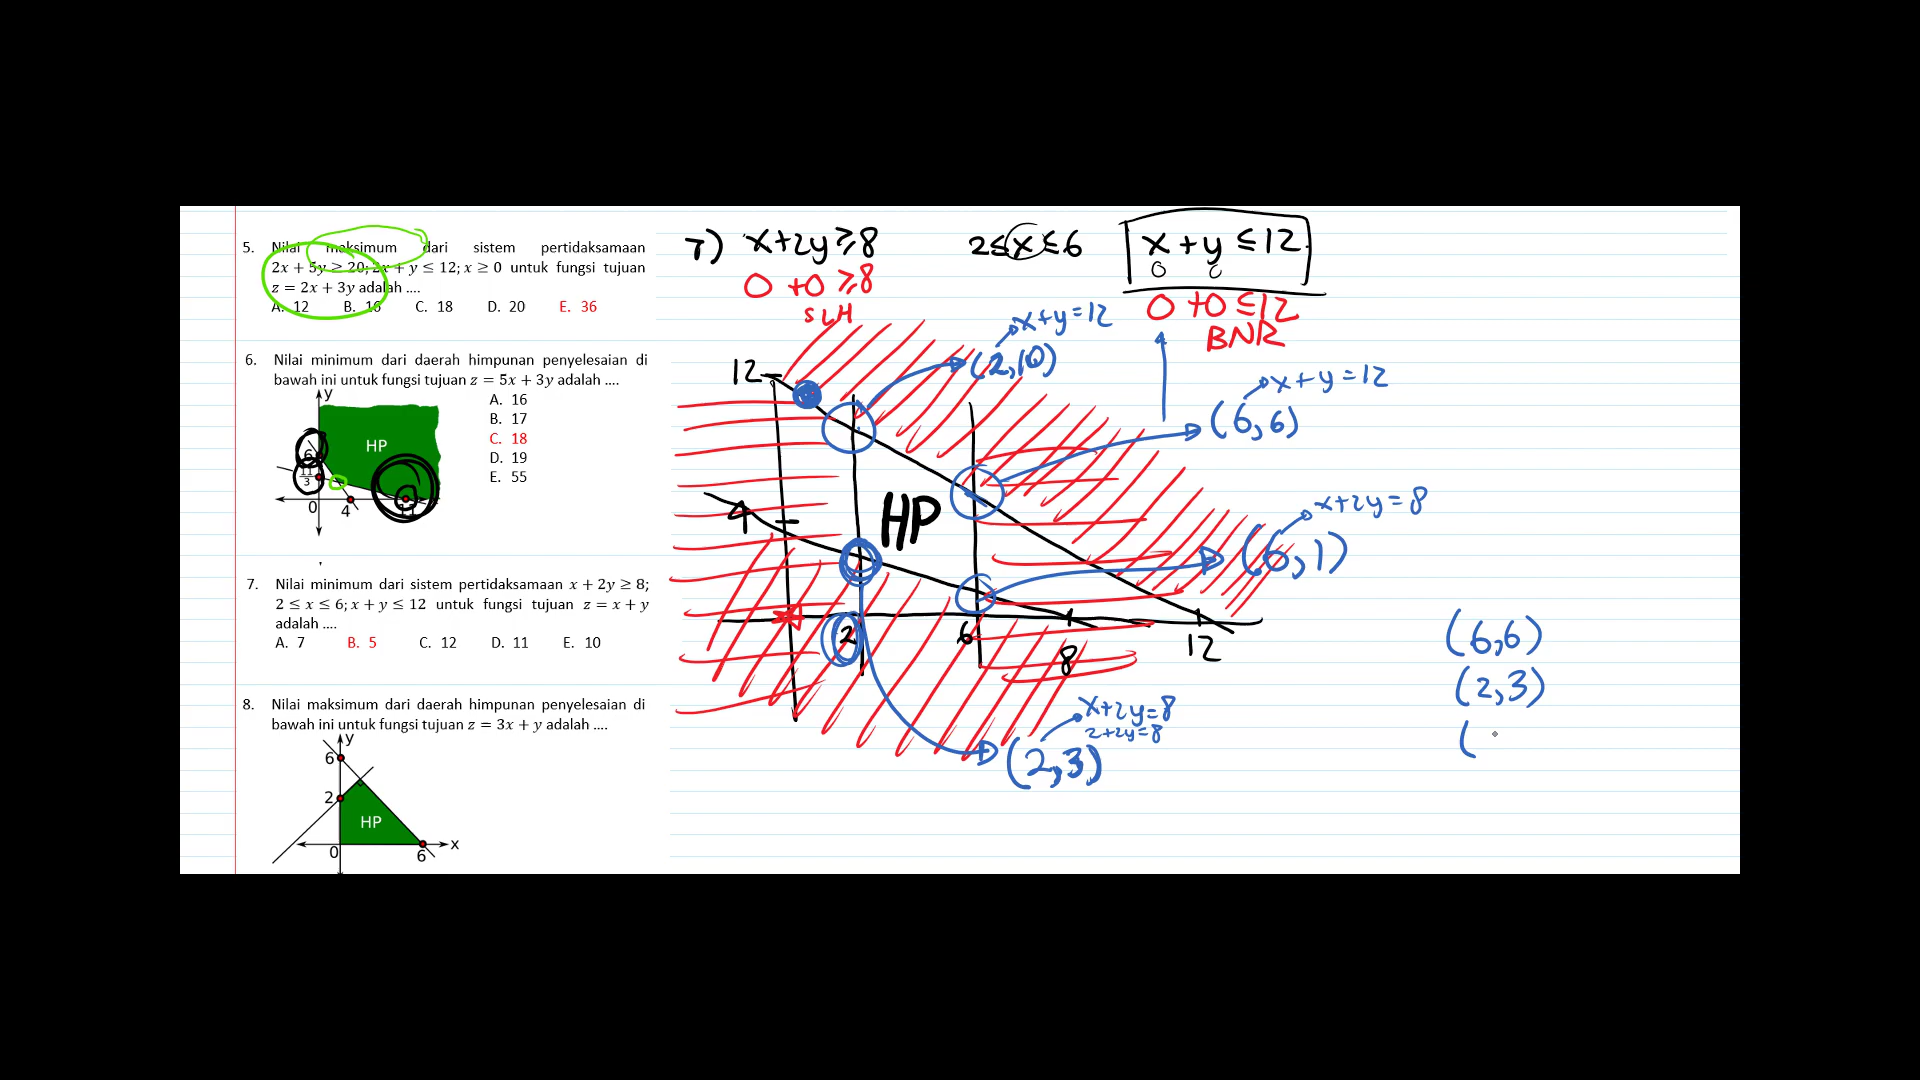 5. Nilai maksimum dari sistem pertidaksamaan
2x + 5y ≥ 20; 2x + y ≤ 12; x ≥ 0 untuk fungsi tujuan
z = 2x + 3y adalah ....
A. 12 B. 16 C. 18 D. 20 E. 36
6. Nilai minimum dari daerah himpunan penyelesaian di
bawah ini untuk fungsi tujuan z = 5x + 3y adalah ....
y
A. 16
B. 17
C. 18
D. 19
E. 55
HP
6
11/3
0 4 11
7. Nilai minimum dari sistem pertidaksamaan x + 2y ≥ 8;
2 ≤ x ≤ 6; x + y ≤ 12 untuk fungsi tujuan z = x + y
adalah ....
A. 7 B. 5 C. 12 D. 11 E. 10
8. Nilai maksimum dari daerah himpunan penyelesaian di
bawah ini untuk fungsi tujuan z = 3x + y adalah ....
y
6
2
HP
0 6 x
7) x+2y ≥ 8 2 ≤ x ≤ 6 x + y ≤ 12
0 0
0 +0 ≥ 8 0 +0 ≤ 12
SLH BNR
x+y=12
12 (2,10)
x+y=12
(6,6)
4 HP
x+2y=8
(6,1)
2 6 8 12
x+2y=8
2+2y=8
(2,3)
(6,6)
(2,3)
(